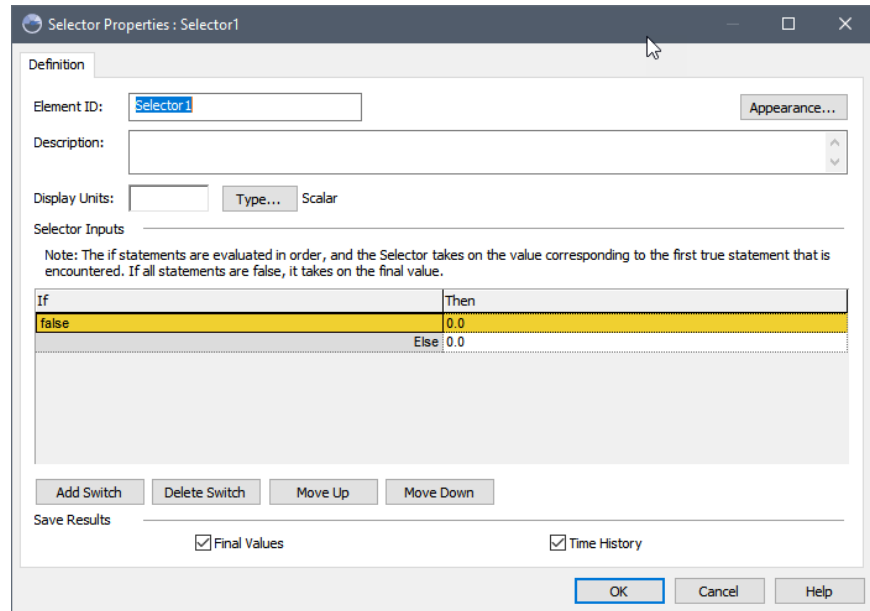 Selector Properties : Selector1
Definition
Element ID: Selector1 Appearance...
Description:
Display Units: Type... Scalar
Selector Inputs
Note: The if statements are evaluated in order, and the Selector takes on the value corresponding to the first true statement that is
encountered. If all statements are false, it takes on the final value.
If Then
false 0.0
Else 0.0
Add Switch Delete Switch Move Up Move Down
Save Results
Final Values Time History
OK Cancel Help